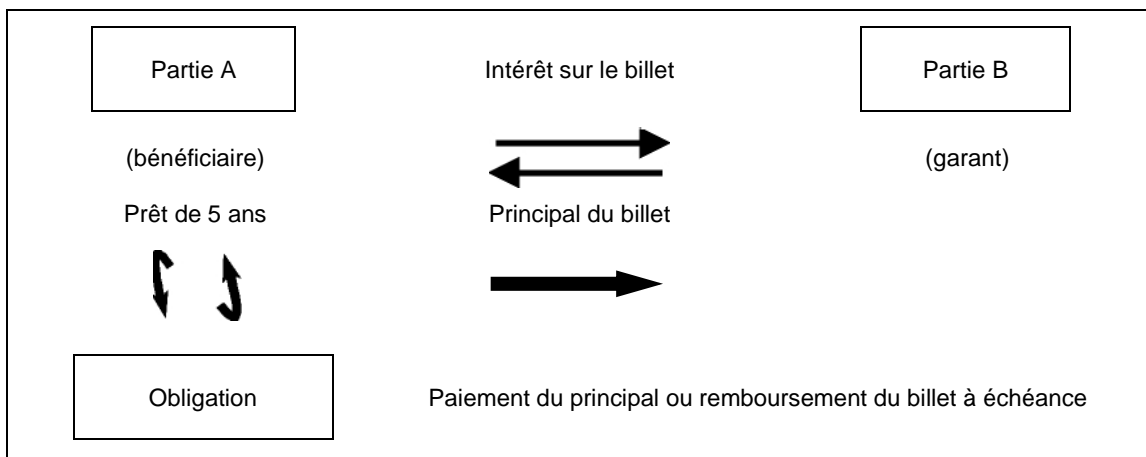 Partie A
Intérêt sur le billet
Partie B
(bénéficiaire)
(garant)
Prêt de 5 ans
Principal du billet
Obligation
Paiement du principal ou remboursement du billet à échéance